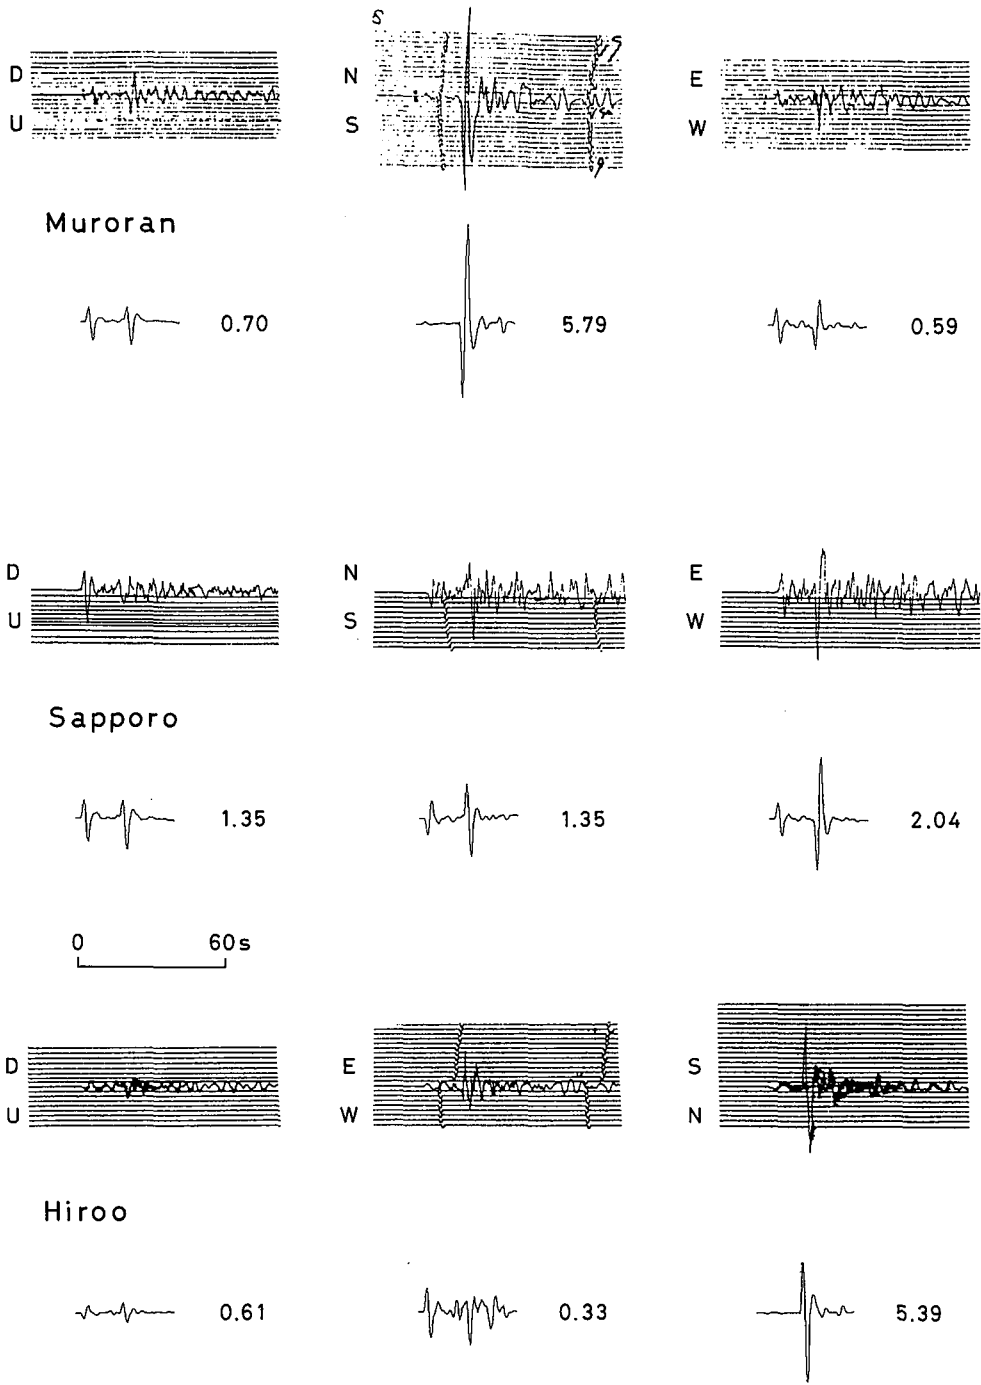 S
D N E
U S W
Muroran
0.70 5.79 0.59
D N E
U S W
Sapporo
1.35 1.35 2.04
0 60s
D E S
U W N
Hiroo
0.61 0.33 5.39